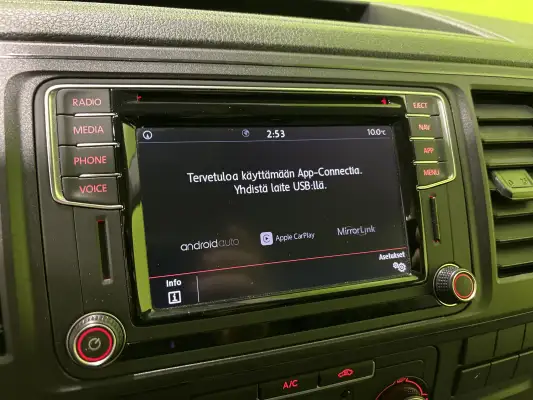 RADIO
MEDIA
PHONE
VOICE
EJECT
NAV
APP
MENU
2:53
10.0°C
Tervetuloa käyttämään App-Connectia.
Yhdistä laite USB:llä.
androidauto
Apple CarPlay
MirrorLink
Info
Asetukset
A/C